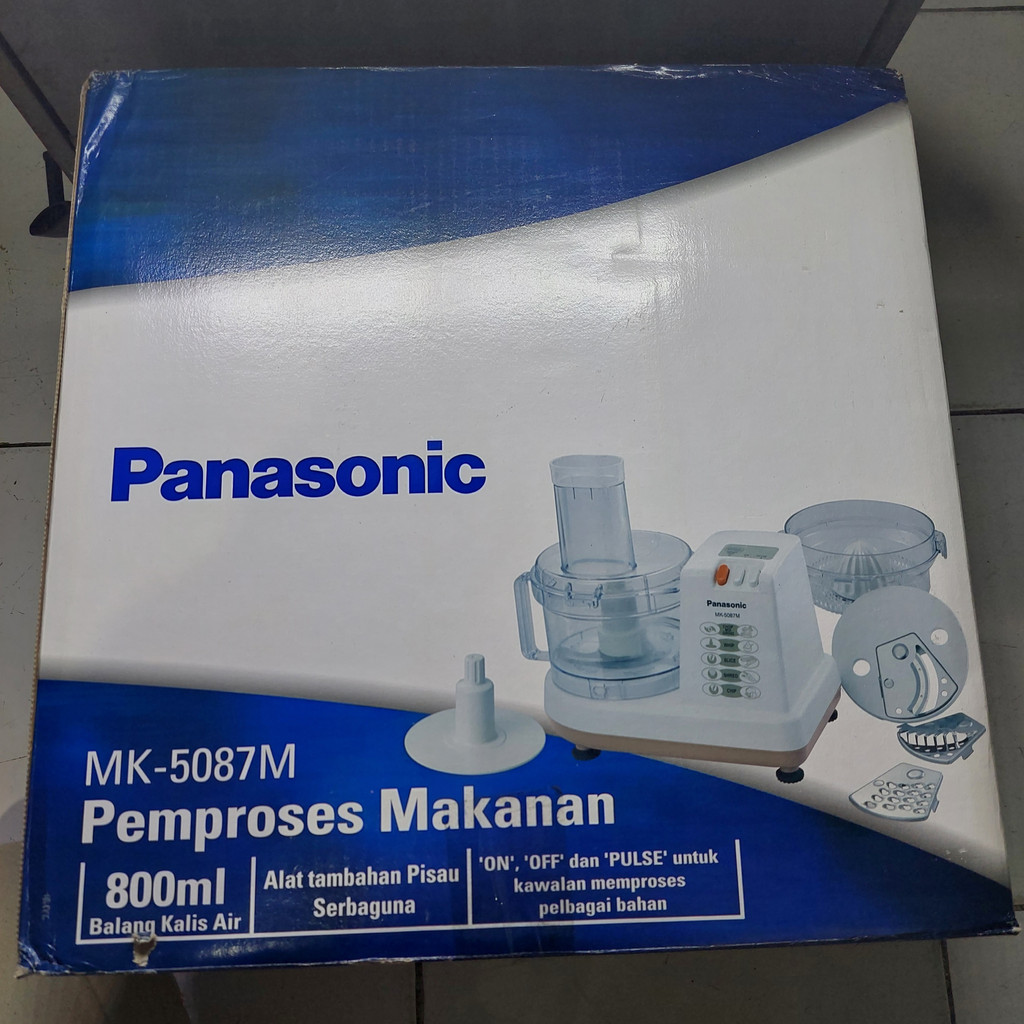 Panasonic
Panasonic
MK-5087M
MK-5087M
Pemproses Makanan
800ml
Balang Kalis Air
Alat tambahan Pisau
Serbaguna
'ON', 'OFF' dan 'PULSE' untuk
kawalan memproses
pelbagai bahan